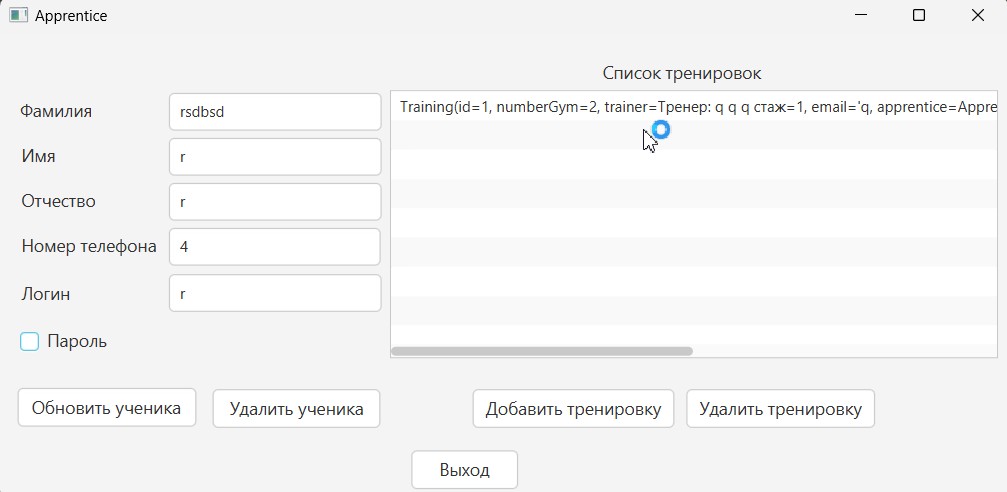 Apprentice
Список тренировок
Фамилия
rsdbsd
Training(id=1, numberGym=2, trainer=Тренер: q q q стаж=1, email='q, apprentice=Appre
Имя
r
Отчество
r
Номер телефона
4
Логин
r
Пароль
Обновить ученика
Удалить ученика
Добавить тренировку
Удалить тренировку
Выход